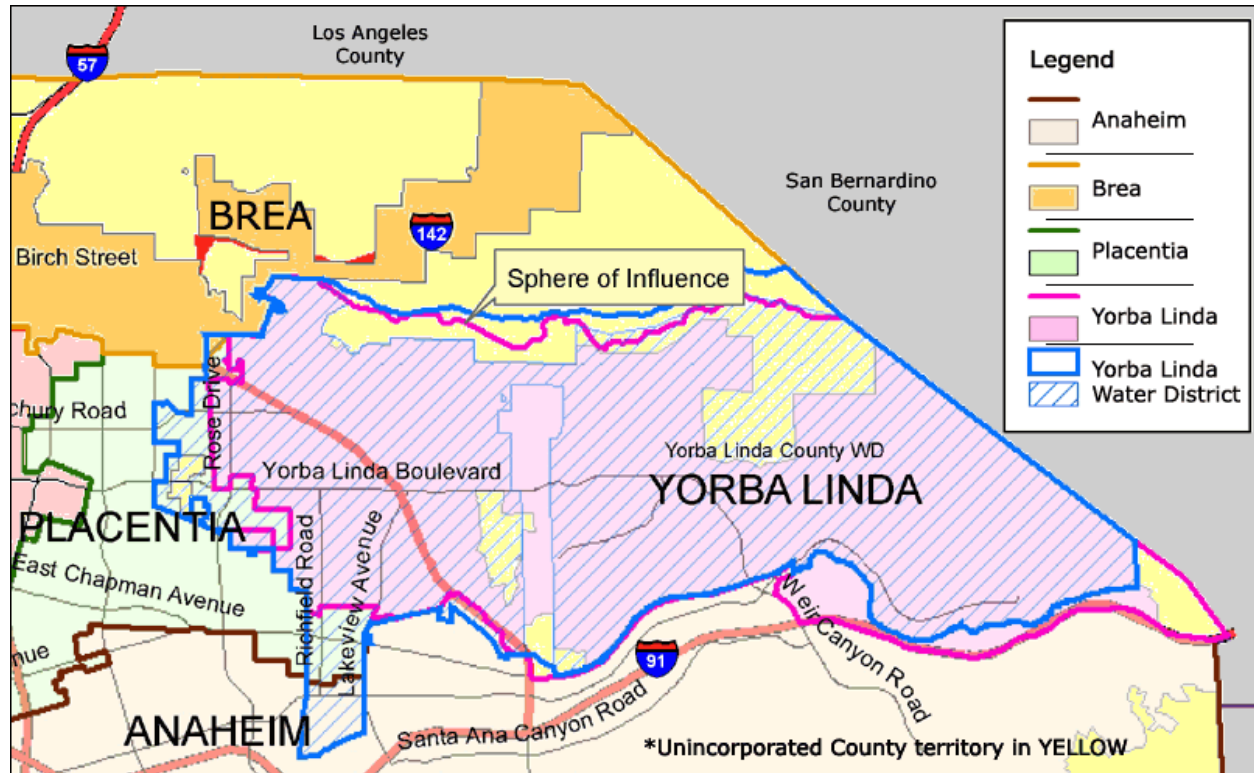 Los Angeles
County
57
Legend
Anaheim
San Bernardino
County
Brea
BREA
142
Birch Street
Placentia
Sphere of Influence
Yorba Linda
Yorba Linda
Water District
Rose Drive
Road
Yorba Linda County WD
Yorba Linda Boulevard
YORBA LINDA
PLACENTIA
East Chapman Avenue
Richfield Road
Lakeview Avenue
Weir Canyon Road
91
ANAHEIM
Santa Ana Canyon Road
*Unincorporated County territory in YELLOW